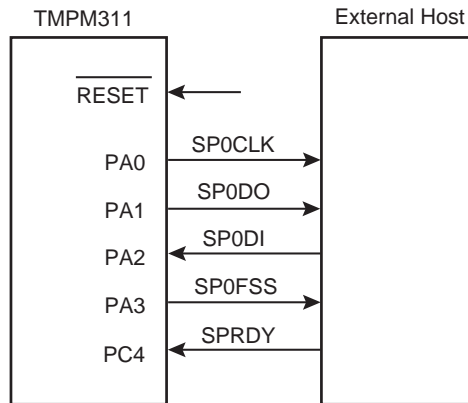 TMPM311 External Host
RESET
PA0 SP0CLK
PA1 SP0DO
PA2 SP0DI
PA3 SP0FSS
PC4 SPRDY